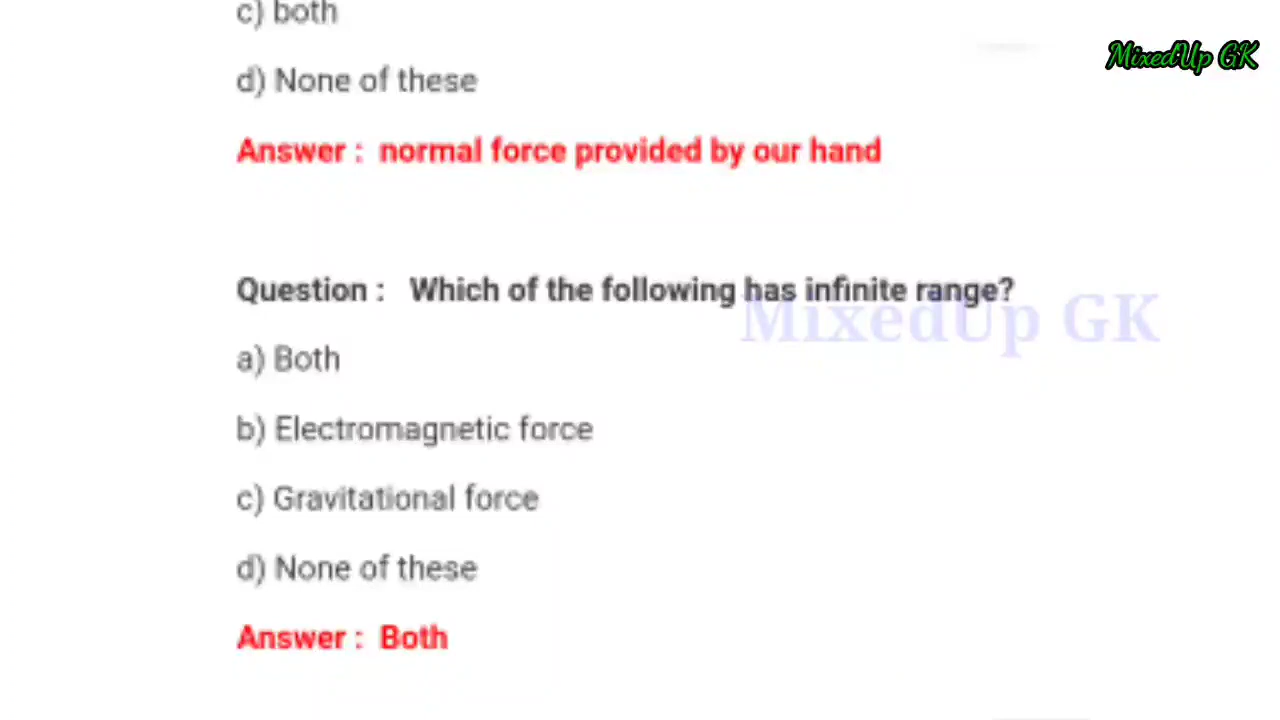 c) both
MixedUp GK
d) None of these
Answer : normal force provided by our hand
Question : Which of the following has infinite range?
MixedUp GK
a) Both
b) Electromagnetic force
c) Gravitational force
d) None of these
Answer : Both